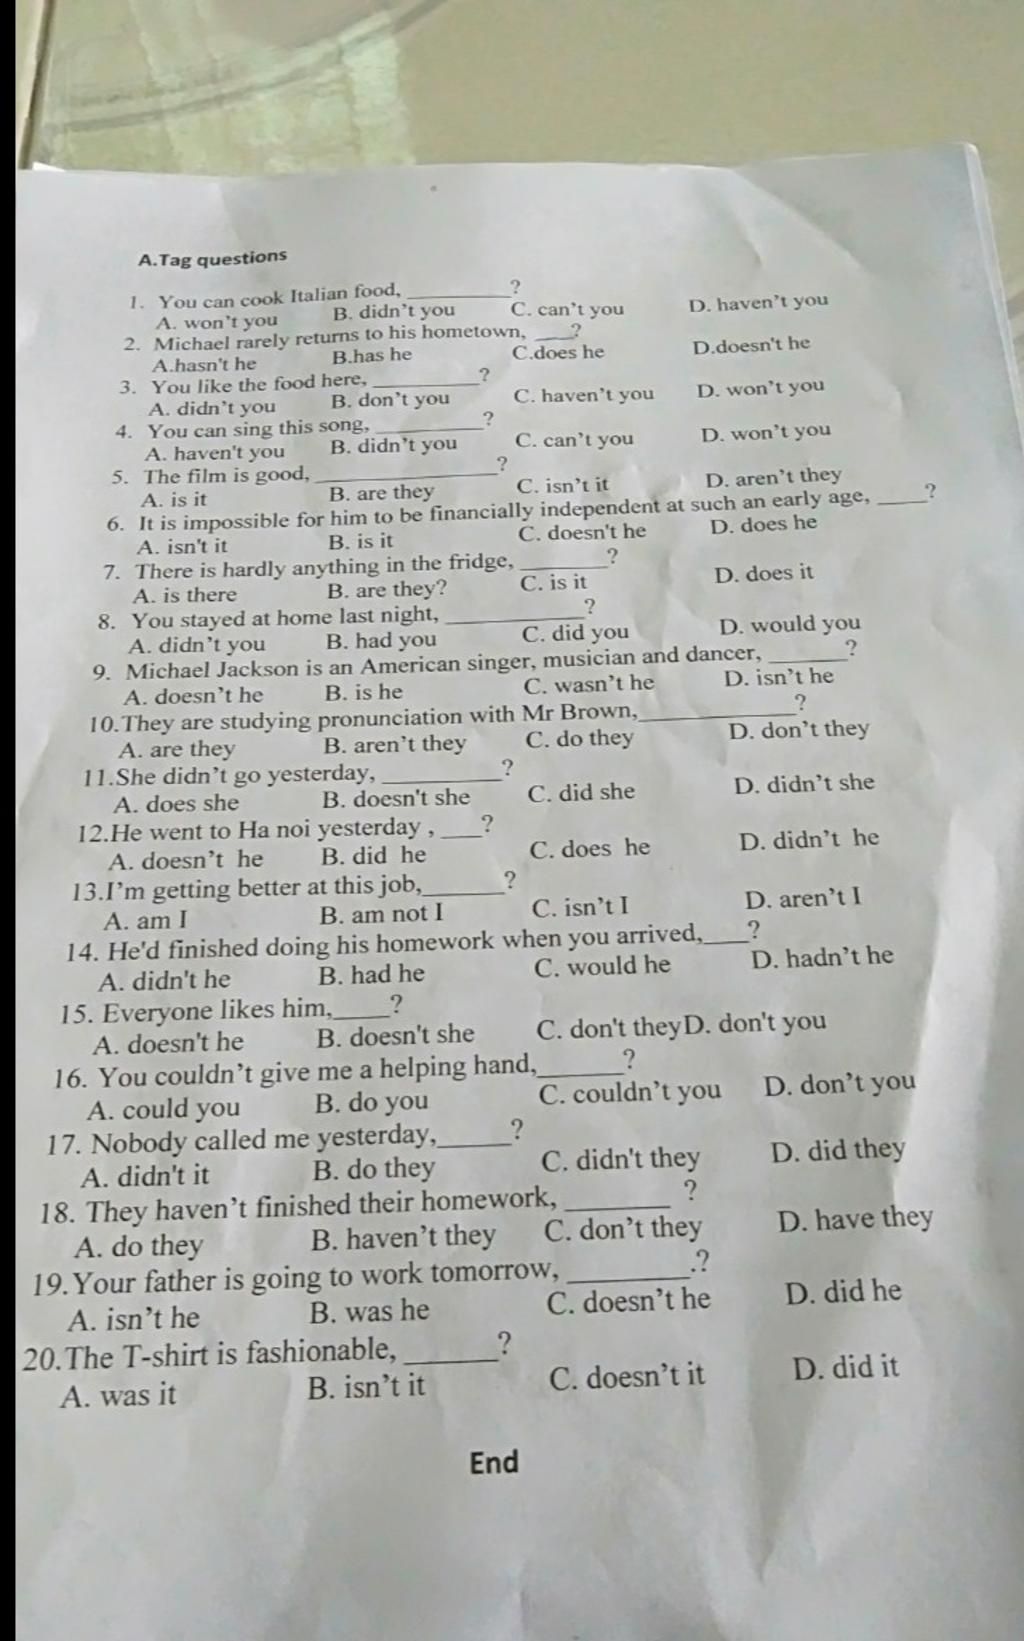 A.Tag questions
1. You can cook Italian food, __________?
A. won't you B. didn't you C. can't you D. haven't you
2. Michael rarely returns to his hometown, ____?
A.hasn't he B.has he C.does he D.doesn't he
3. You like the food here, __________?
A. didn't you B. don't you C. haven't you D. won't you
4. You can sing this song, __________?
A. haven't you B. didn't you C. can't you D. won't you
5. The film is good, _________________?
A. is it B. are they C. isn't it D. aren't they
6. It is impossible for him to be financially independent at such an early age, _____?
A. isn't it B. is it C. doesn't he D. does he
7. There is hardly anything in the fridge, ________?
A. is there B. are they? C. is it D. does it
8. You stayed at home last night, _____________?
A. didn't you B. had you C. did you D. would you
9. Michael Jackson is an American singer, musician and dancer, _______?
A. doesn't he B. is he C. wasn't he D. isn't he
10.They are studying pronunciation with Mr Brown,______________?
A. are they B. aren't they C. do they D. don't they
11.She didn't go yesterday, __________?
A. does she B. doesn't she C. did she D. didn't she
12.He went to Ha noi yesterday , ___?
A. doesn't he B. did he C. does he D. didn't he
13.I'm getting better at this job,______?
A. am I B. am not I C. isn't I D. aren't I
14. He'd finished doing his homework when you arrived,___?
A. didn't he B. had he C. would he D. hadn't he
15. Everyone likes him,____?
A. doesn't he B. doesn't she C. don't theyD. don't you
16. You couldn't give me a helping hand,______?
A. could you B. do you C. couldn't you D. don't you
17. Nobody called me yesterday,_____?
A. didn't it B. do they C. didn't they D. did they
18. They haven't finished their homework, _______ ?
A. do they B. haven't they C. don't they D. have they
19.Your father is going to work tomorrow, ________.?
A. isn't he B. was he C. doesn't he D. did he
20.The T-shirt is fashionable, ______?
A. was it B. isn't it C. doesn't it D. did it
End